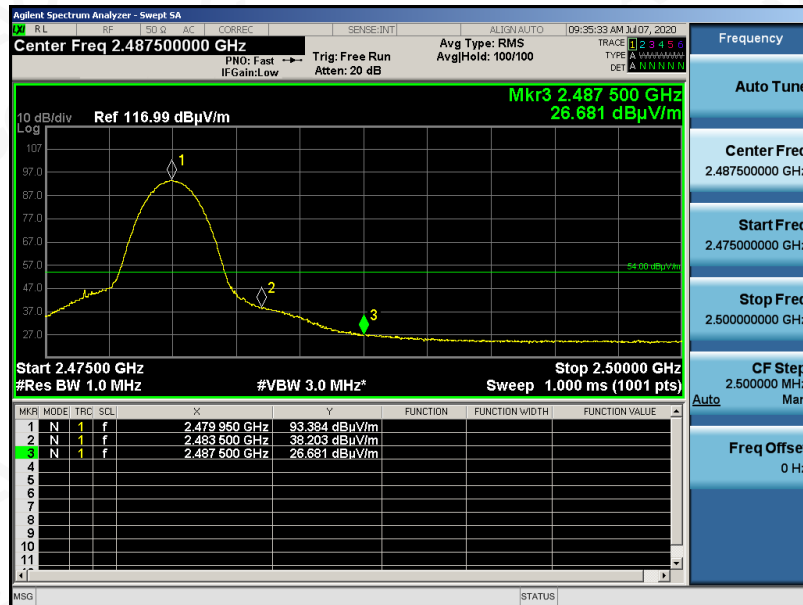 Agilent Spectrum Analyzer - Swept SA
LXI RL RF 50 Ω AC CORREC SENSE:INT ALIGN AUTO 09:35:33 AM Jul 07, 2020
Center Freq 2.487500000 GHz
PNO: Fast
IFGain:Low
Trig: Free Run
Atten: 20 dB
Avg Type: RMS
Avg|Hold: 100/100
TRACE 1 2 3 4 5 6
TYPE A
DET A N N N N N
Mkr3 2.487 500 GHz
26.681 dBµV/m
10 dB/div Ref 116.99 dBµV/m
Log
107
97.0
87.0
77.0
67.0
57.0
47.0
37.0
27.0
1
2
3
54.00 dBµV/m
Start 2.47500 GHz Stop 2.50000 GHz
#Res BW 1.0 MHz #VBW 3.0 MHz* Sweep 1.000 ms (1001 pts)
MKR MODE TRC SCL X Y FUNCTION FUNCTION WIDTH FUNCTION VALUE
1 N 1 f 2.479 950 GHz 93.384 dBµV/m
2 N 1 f 2.483 500 GHz 38.203 dBµV/m
3 N 1 f 2.487 500 GHz 26.681 dBµV/m
4
5
6
7
8
9
10
11
MSG STATUS
Frequency
Auto Tune
Center Freq
2.487500000 GHz
Start Freq
2.475000000 GHz
Stop Freq
2.500000000 GHz
CF Step
2.500000 MHz
Auto Man
Freq Offset
0 Hz